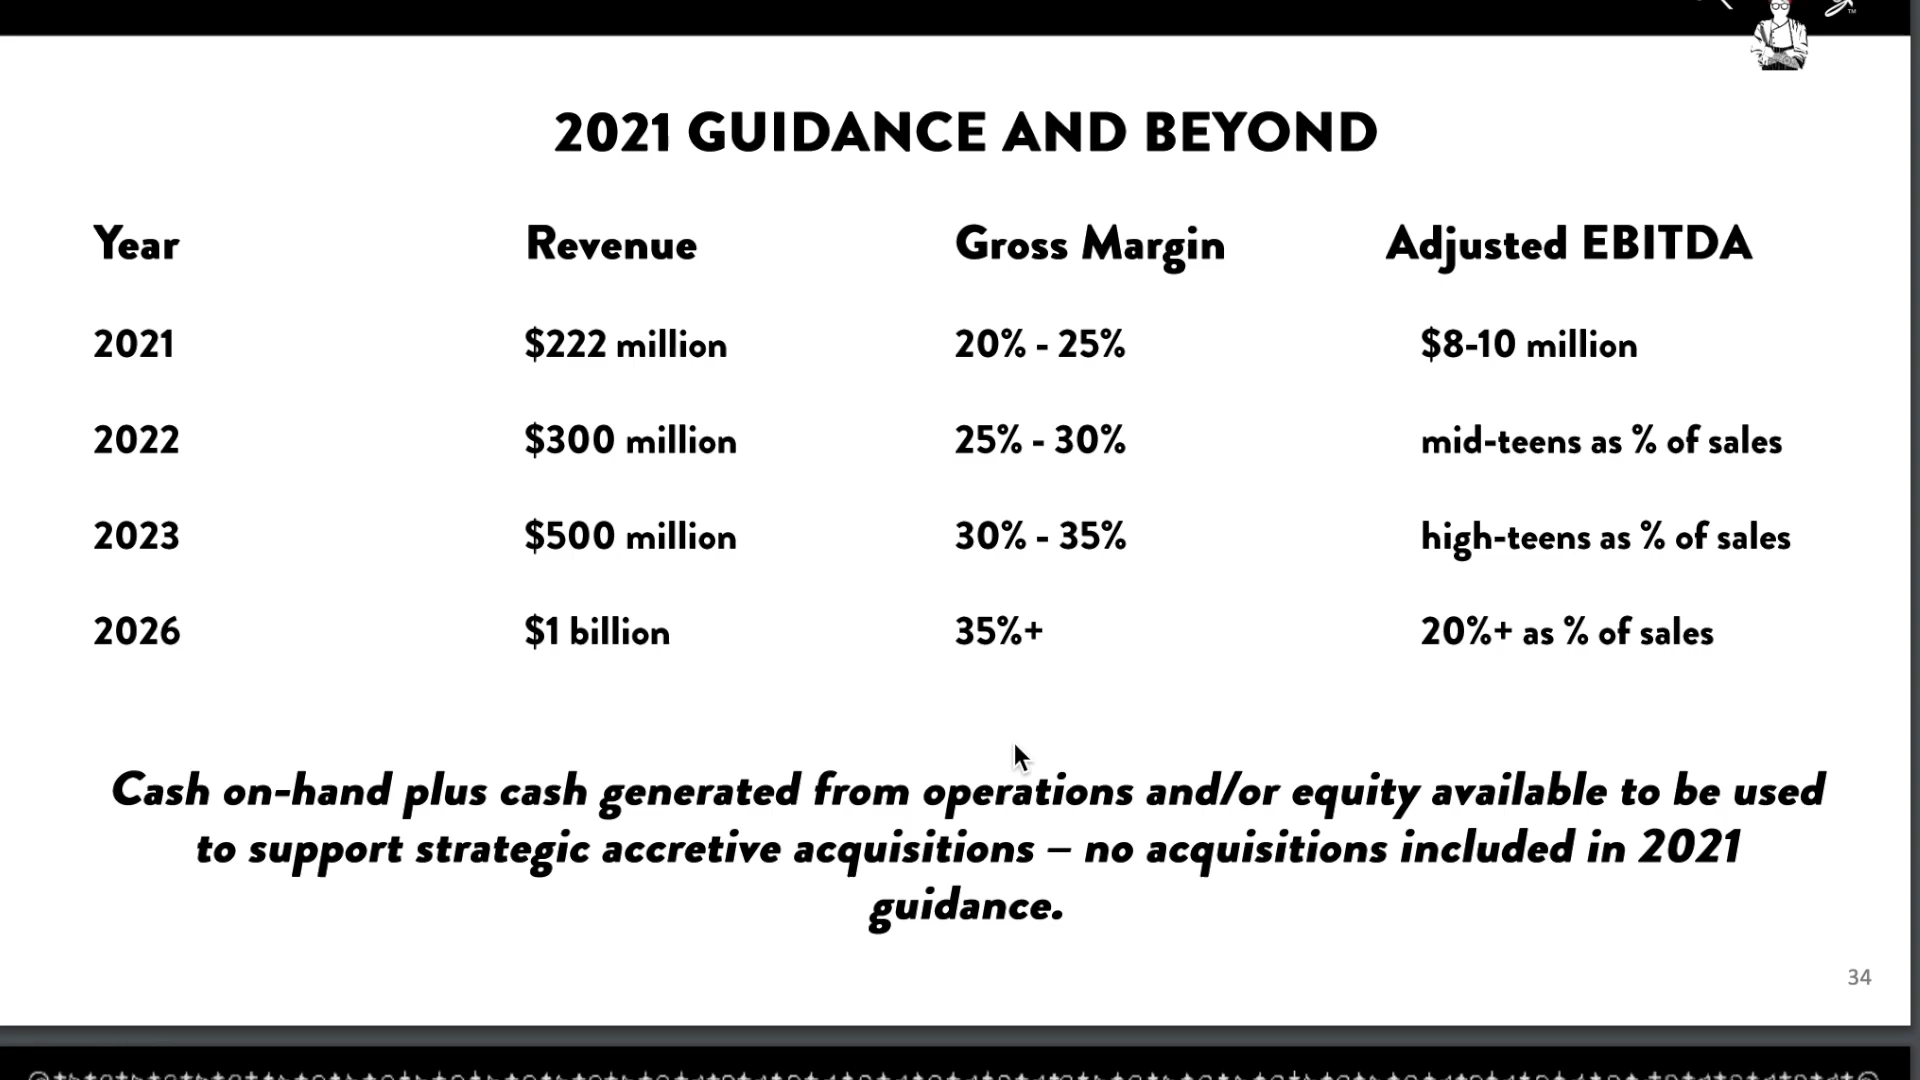 2021 GUIDANCE AND BEYOND
Year Revenue Gross Margin Adjusted EBITDA
2021 $222 million 20% - 25% $8-10 million
2022 $300 million 25% - 30% mid-teens as % of sales
2023 $500 million 30% - 35% high-teens as % of sales
2026 $1 billion 35%+ 20%+ as % of sales
Cash on-hand plus cash generated from operations and/or equity available to be used
to support strategic accretive acquisitions – no acquisitions included in 2021
guidance.
34